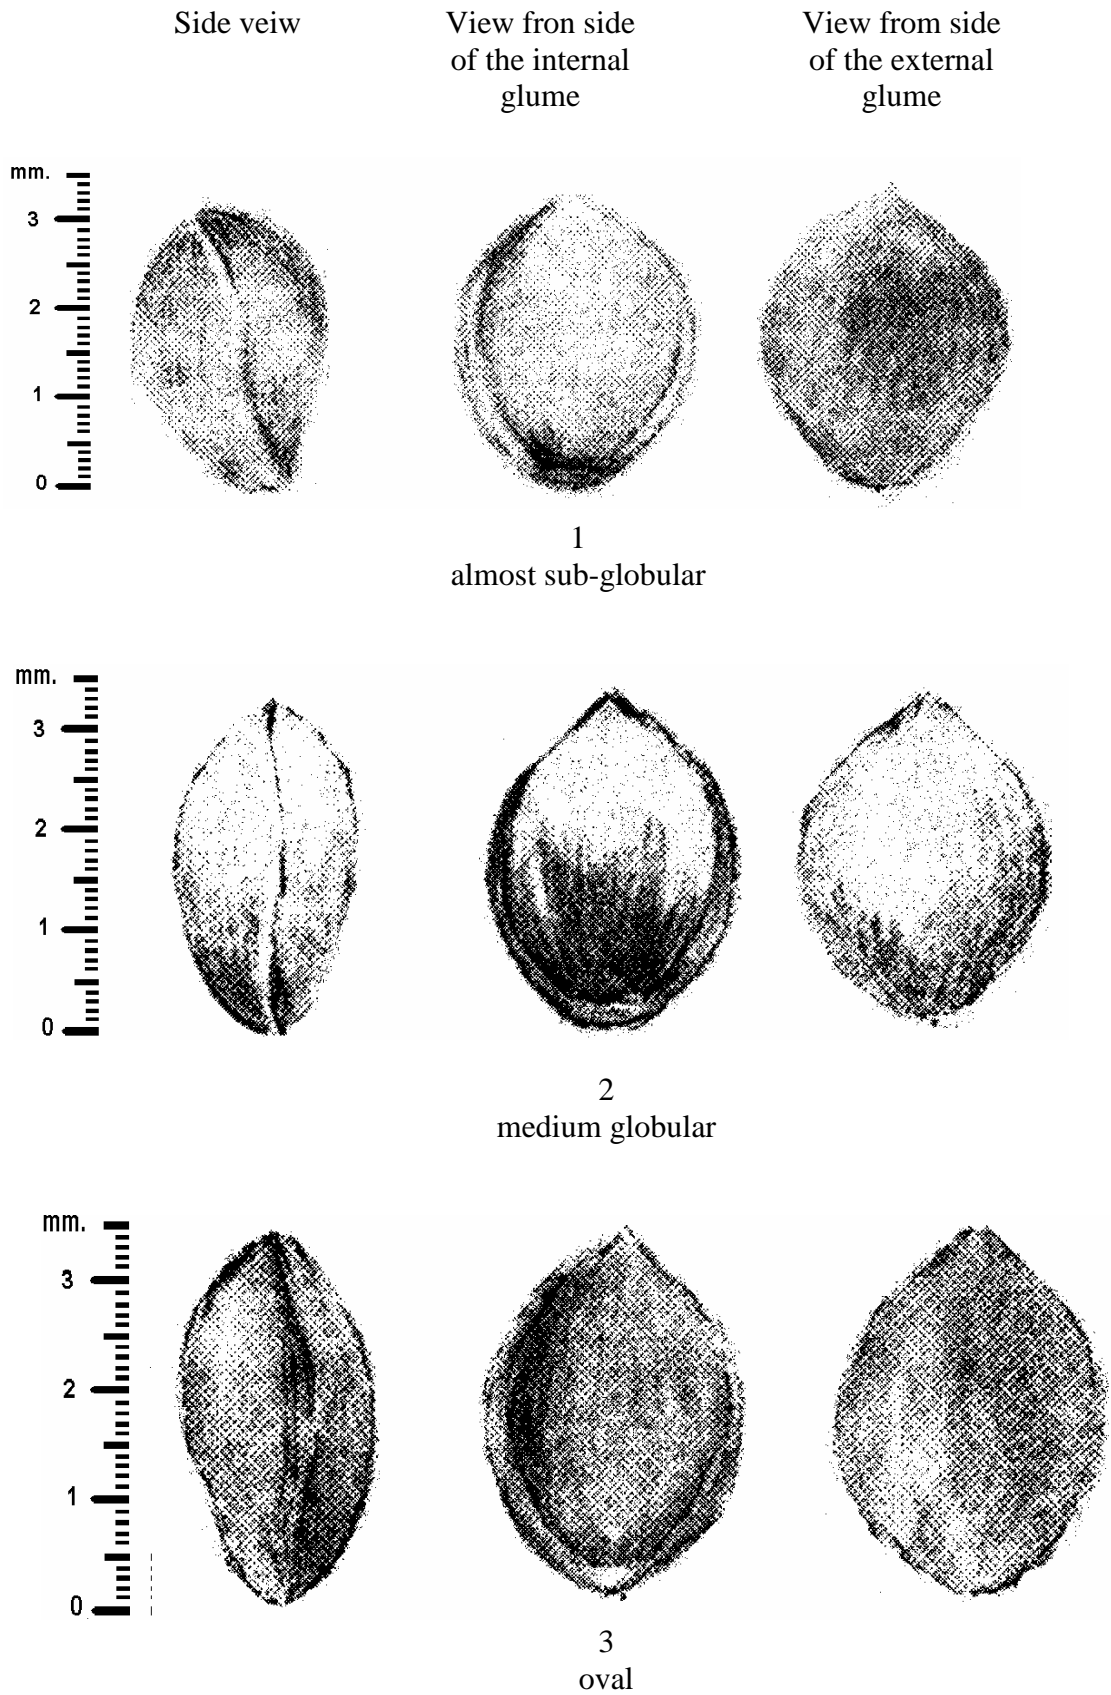 Side veiw
View fron side
of the internal
glume
View from side
of the external
glume
mm.
3
2
1
0
1
almost sub-globular
mm.
3
2
1
0
2
medium globular
mm.
3
2
1
0
3
oval